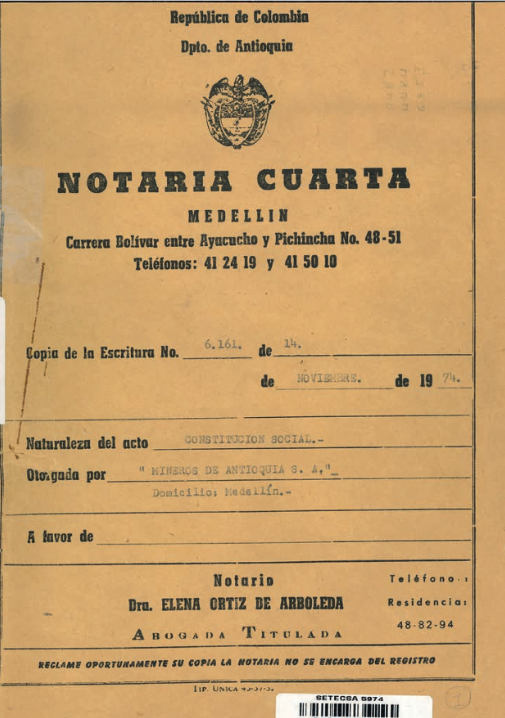 República de Colombia
Dpto. de Antioquia
NOTARIA CUARTA
MEDELLIN
Carrera Bolívar entre Ayacucho y Pichincha No. 48-51
Teléfonos: 41 24 19 y 41 50 10
Copia de la Escritura No. 6.161. de 14.
de NOVIEMBRE. de 19 74.
Naturaleza del acto CONSTITUCION SOCIAL.-
Otorgada por " MINEROS DE ANTIOQUIA S. A."
Domicilio: Medellín.-
A favor de
Notario
Dra. ELENA ORTIZ DE ARBOLEDA
ABOGADA TITULADA
Teléfono:
Residencia:
48-82-94
RECLAME OPORTUNAMENTE SU COPIA LA NOTARIA NO SE ENCARGA DEL REGISTRO
TIP. UNICA
SETECSA 5974
1